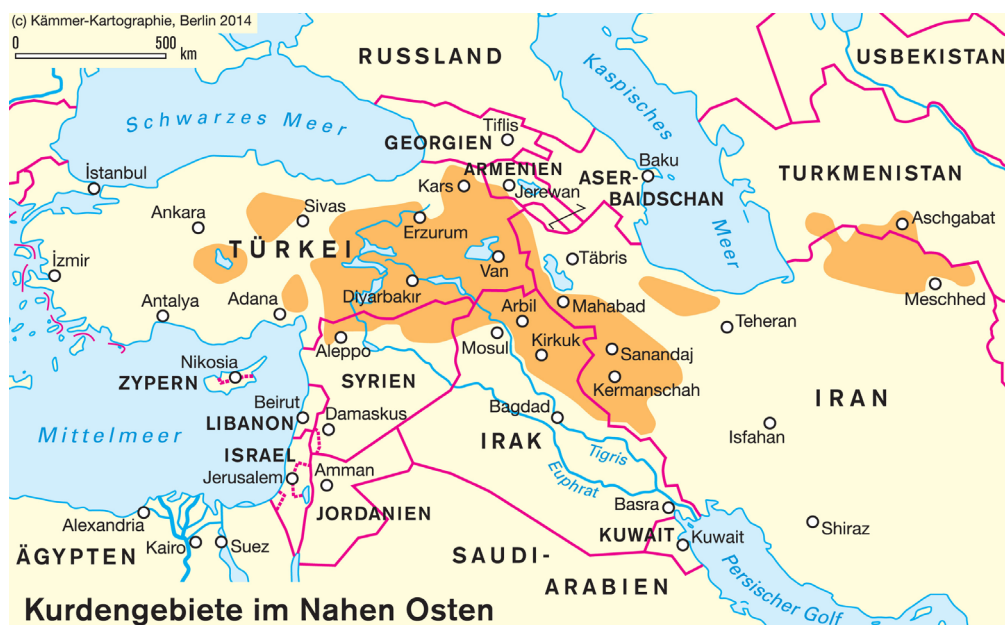 (c) Kämmer-Kartographie, Berlin 2014
0 500 km
RUSSLAND
USBEKISTAN
Kaspisches
Meer
Schwarzes Meer
Tiflis
GEORGIEN
ARMENIEN
Jerewan
Kars
Baku
ASER-
BAIDSCHAN
TURKMENISTAN
İstanbul
Ankara
Sivas
Erzurum
Aschgabat
TÜRKEI
İzmir
Van
Täbris
Antalya
Adana
Diyarbakır
Arbil
Mahabad
Meschhed
Teheran
Aleppo
Mosul
Kirkuk
Sanandaj
Kermanschah
Nikosia
ZYPERN
SYRIEN
Beirut
LIBANON
Damaskus
Bagdad
IRAN
Isfahan
Mittelmeer
ISRAEL
IRAK
Tigris
Euphrat
Jerusalem
Amman
JORDANIEN
Basra
Alexandria
Kairo
Suez
KUWAIT
Kuwait
Shiraz
ÄGYPTEN
SAUDI-
ARABIEN
Persischer Golf
Kurdengebiete im Nahen Osten